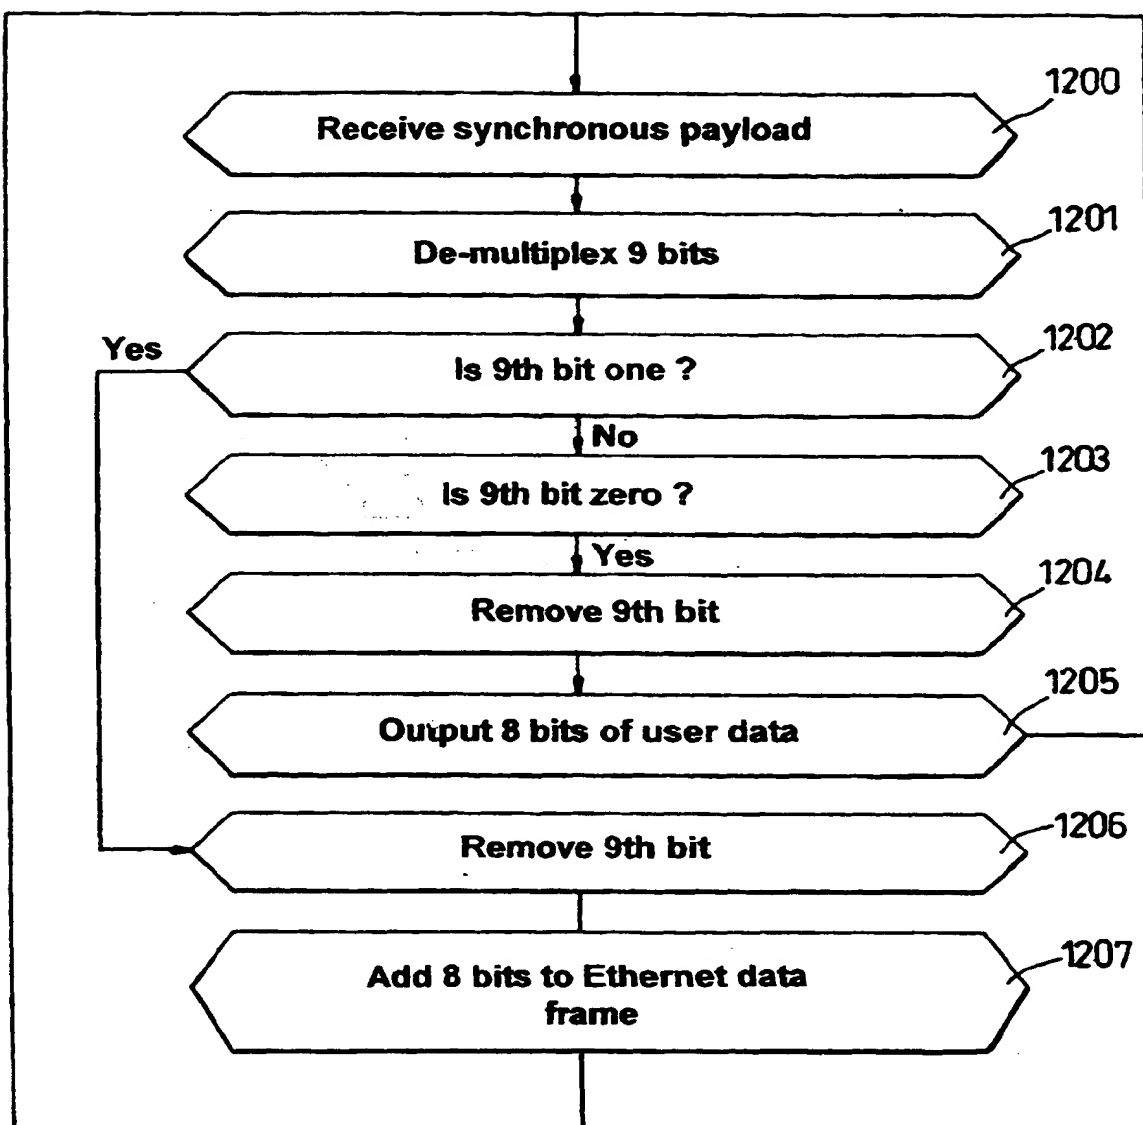 1200
Receive synchronous payload
1201
De-multiplex 9 bits
1202
Yes
Is 9th bit one ?
No
1203
Is 9th bit zero ?
Yes
1204
Remove 9th bit
1205
Output 8 bits of user data
1206
Remove 9th bit
1207
Add 8 bits to Ethernet data
frame